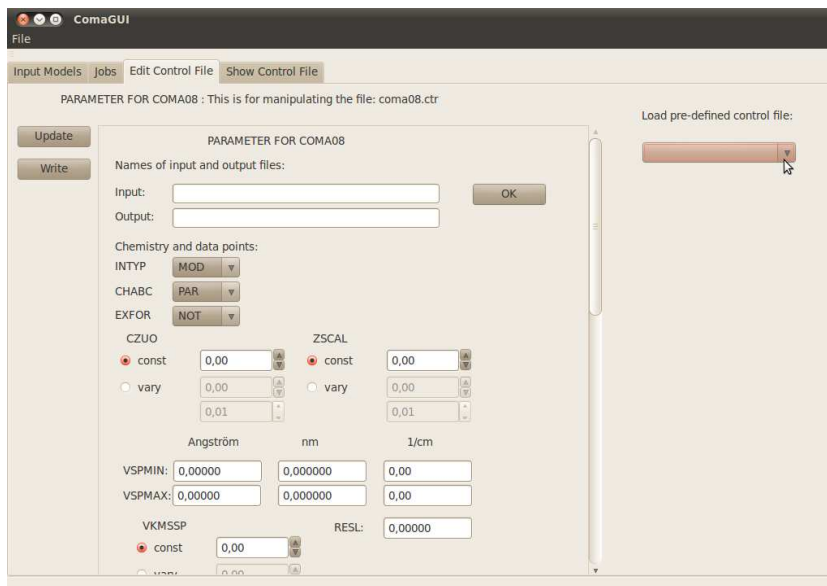 ComaGUI
File
Input Models Jobs Edit Control File Show Control File
PARAMETER FOR COMA08 : This is for manipulating the file: coma08.ctr
Load pre-defined control file:
Update
Write
PARAMETER FOR COMA08
Names of input and output files:
Input:
OK
Output:
Chemistry and data points:
INTYP MOD
CHABC PAR
EXFOR NOT
CZUO ZSCAL
const 0,00 const 0,00
vary 0,00 vary 0,00
0,01 0,01
Angström nm 1/cm
VSPMIN: 0,00000 0,000000 0,00
VSPMAX: 0,00000 0,000000 0,00
VKMSSP RESL: 0,00000
const 0,00
vary 0,00